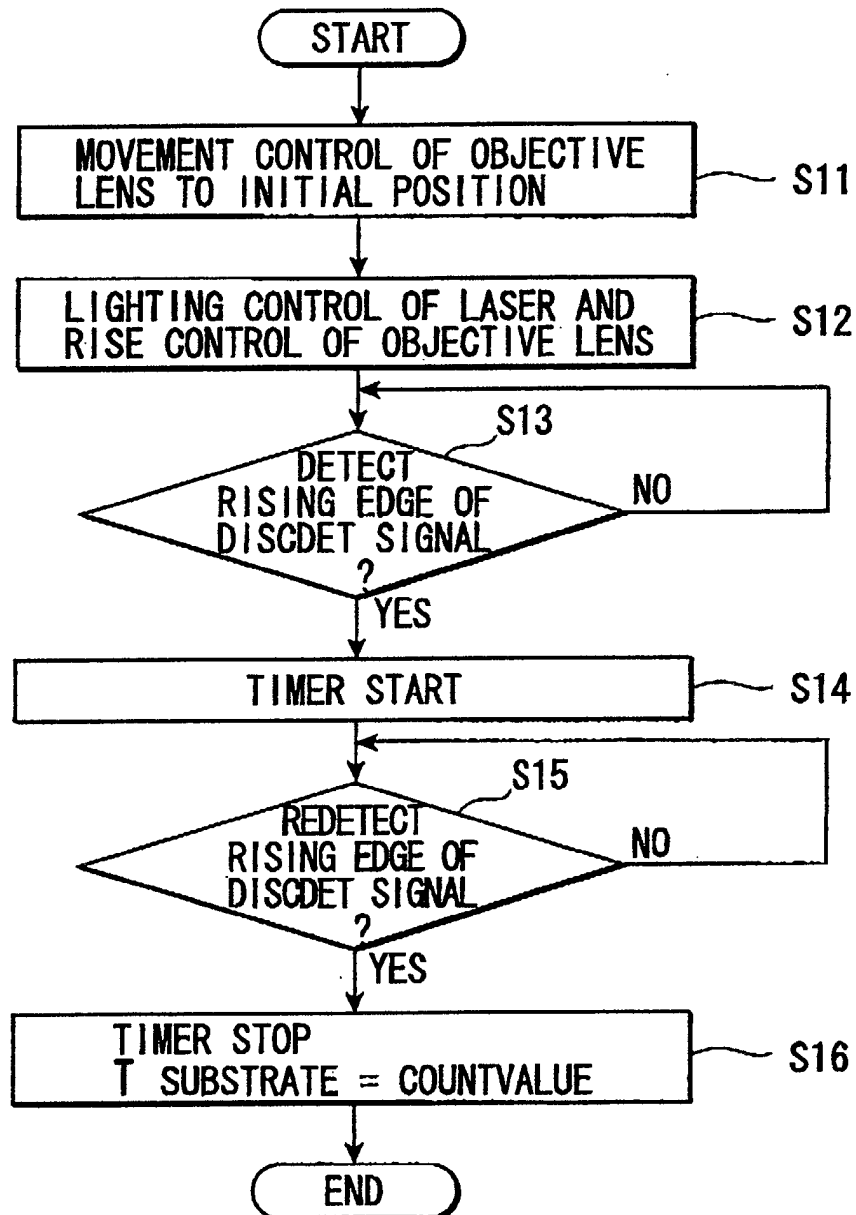 START
MOVEMENT CONTROL OF OBJECTIVE
LENS TO INITIAL POSITION
S11
LIGHTING CONTROL OF LASER AND
RISE CONTROL OF OBJECTIVE LENS
S12
S13
DETECT
RISING EDGE OF
DISCDET SIGNAL
?
NO
YES
TIMER START
S14
S15
REDETECT
RISING EDGE OF
DISCDET SIGNAL
?
NO
YES
TIMER STOP
T SUBSTRATE = COUNTVALUE
S16
END